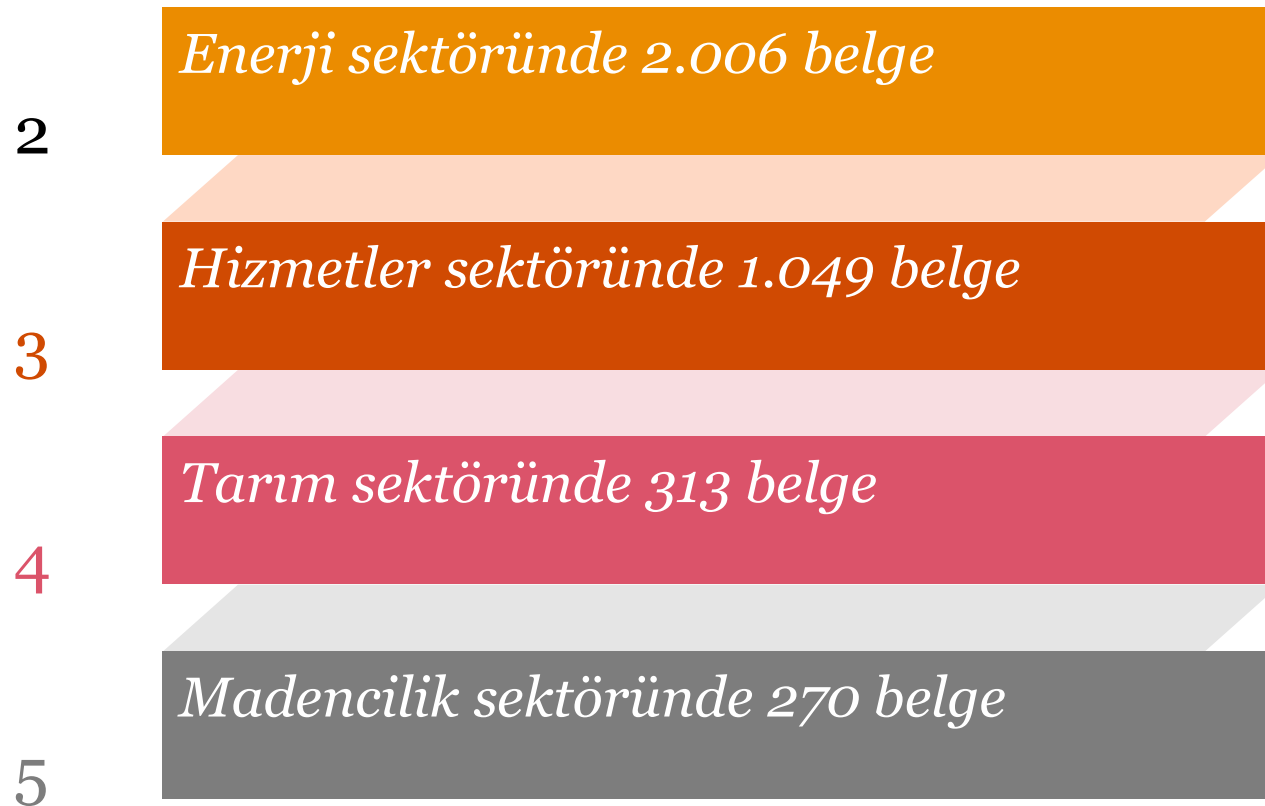 Enerji sektöründe 2.006 belge
2
Hizmetler sektöründe 1.049 belge
3
Tarım sektöründe 313 belge
4
Madencilik sektöründe 270 belge
5